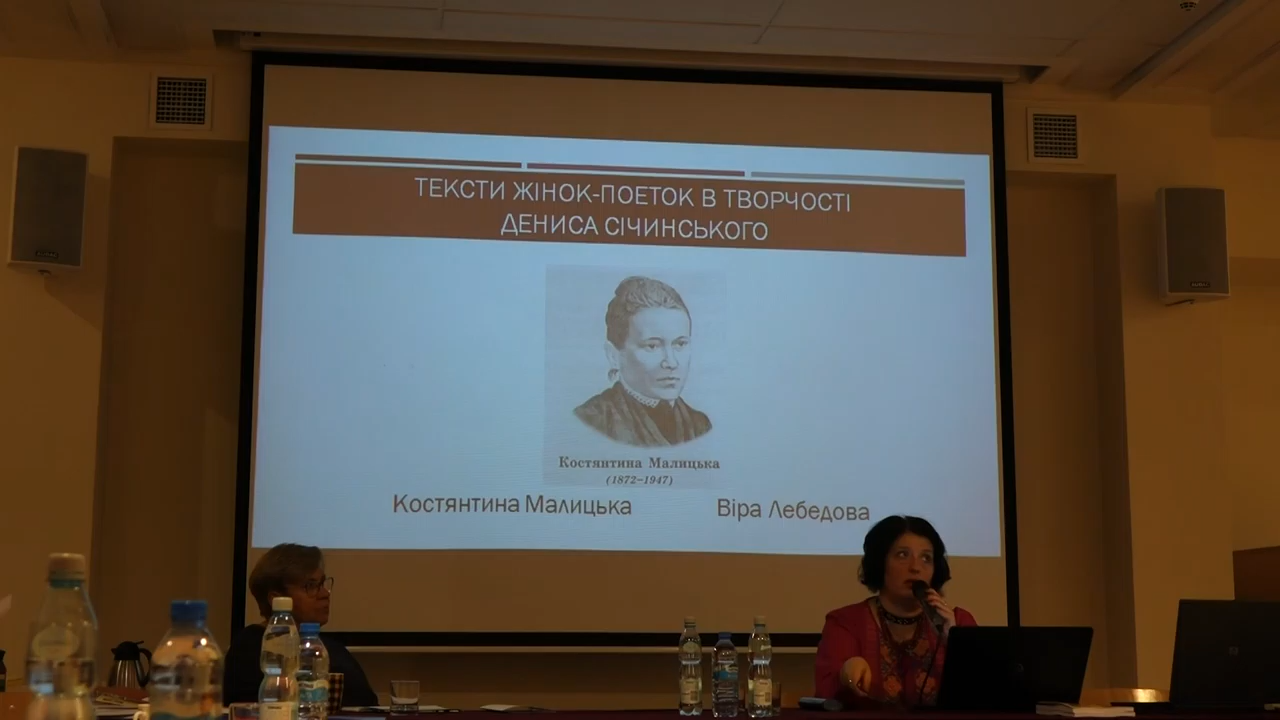 ТЕКСТИ ЖІНОК-ПОЕТОК В ТВОРЧОСТІ
ДЕНИСА СІЧИНСЬКОГО
Костянтина Малицька
(1872–1947)
Костянтина Малицька
Віра Лебедова